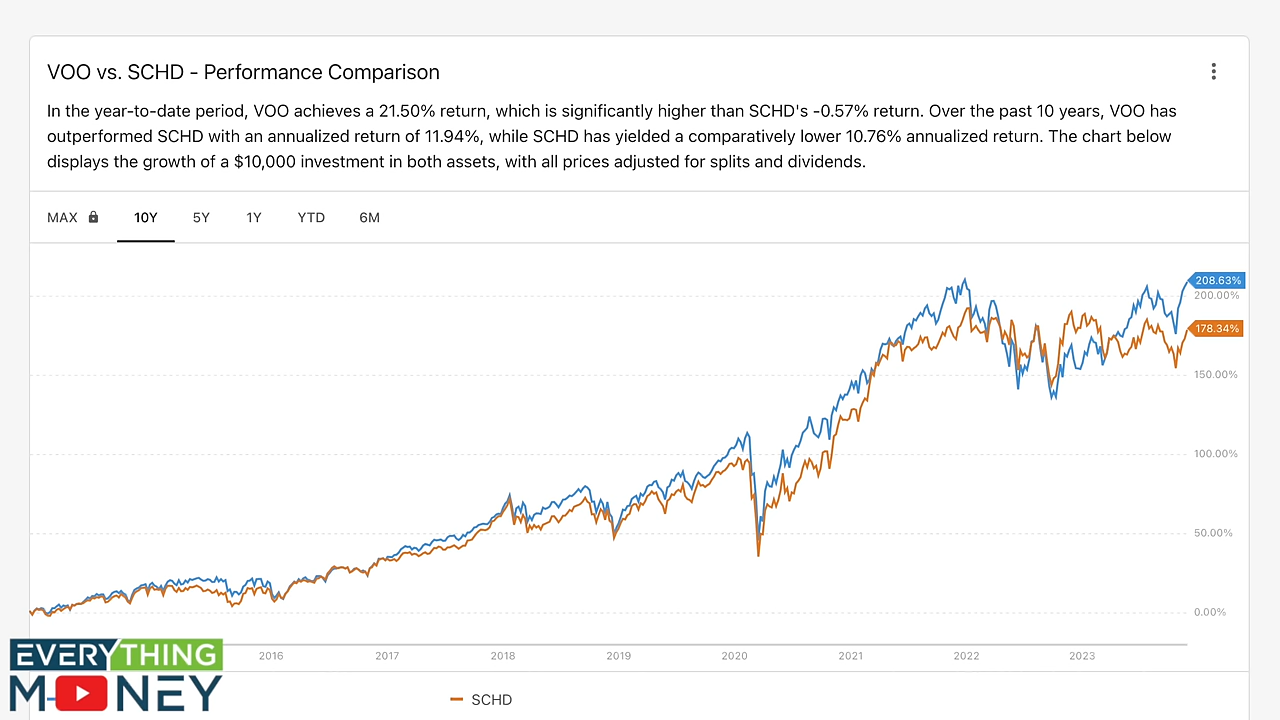 VOO vs. SCHD - Performance Comparison
In the year-to-date period, VOO achieves a 21.50% return, which is significantly higher than SCHD's -0.57% return. Over the past 10 years, VOO has
outperformed SCHD with an annualized return of 11.94%, while SCHD has yielded a comparatively lower 10.76% annualized return. The chart below
displays the growth of a $10,000 investment in both assets, with all prices adjusted for splits and dividends.
MAX 10Y 5Y 1Y YTD 6M
208.63%
200.00%
178.34%
150.00%
100.00%
50.00%
0.00%
2016 2017 2018 2019 2020 2021 2022 2023
EVERYTHING
MONEY
SCHD